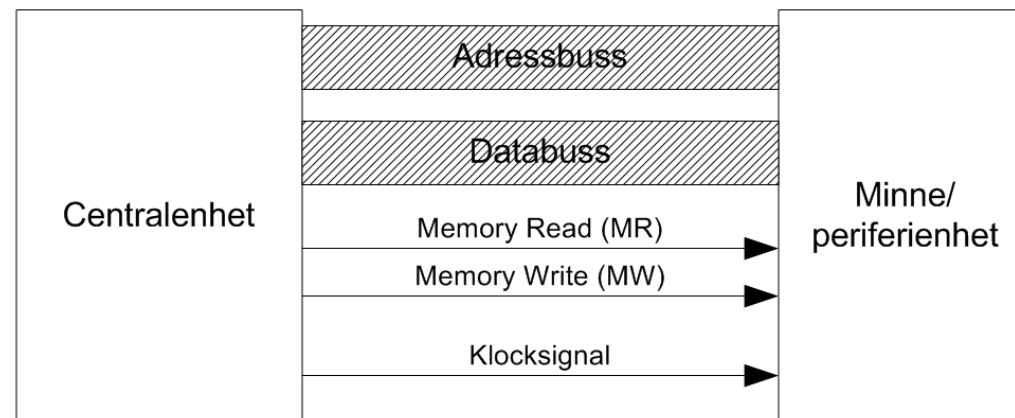 Adressbuss
Databuss
Centralenhet
Minne/
periferienhet
Memory Read (MR)
Memory Write (MW)
Klocksignal